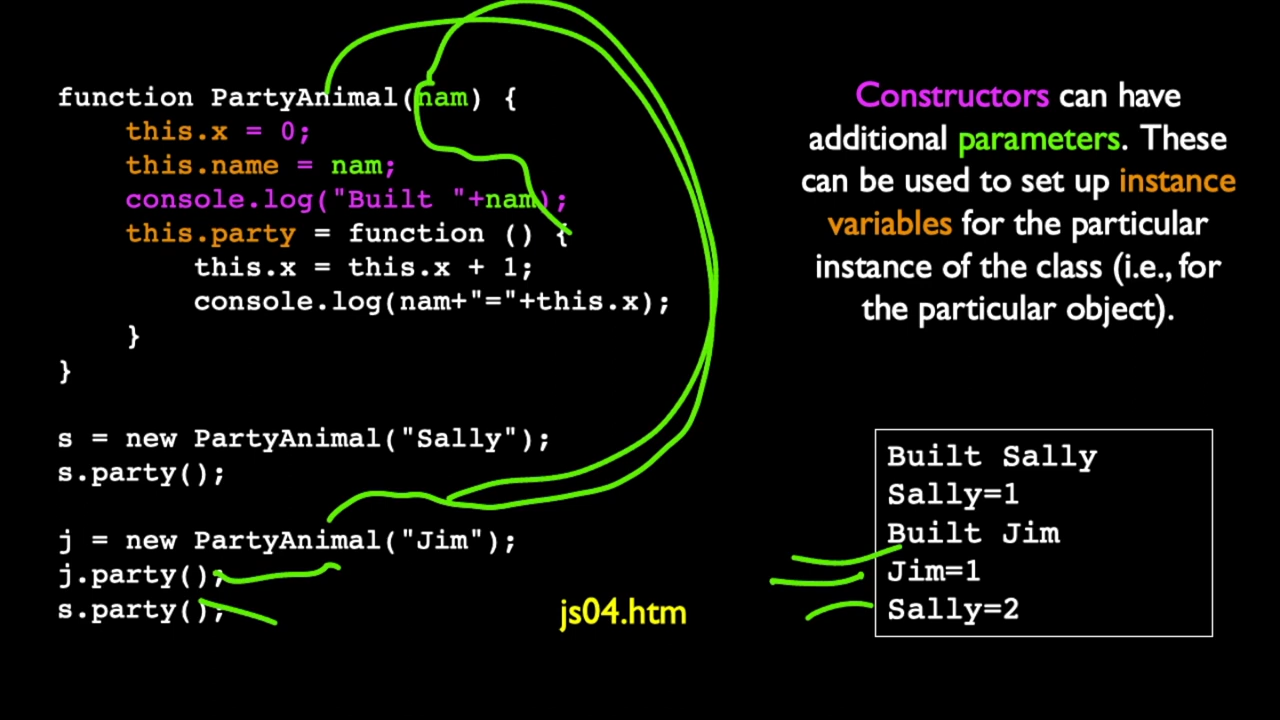 function PartyAnimal(nam) {
    this.x = 0;
    this.name = nam;
    console.log("Built "+nam);
    this.party = function () {
        this.x = this.x + 1;
        console.log(nam+"="+this.x);
    }
}
s = new PartyAnimal("Sally");
s.party();
j = new PartyAnimal("Jim");
j.party();
s.party();
js04.htm
Constructors can have
additional parameters. These
can be used to set up instance
variables for the particular
instance of the class (i.e., for
the particular object).
Built Sally
Sally=1
Built Jim
Jim=1
Sally=2